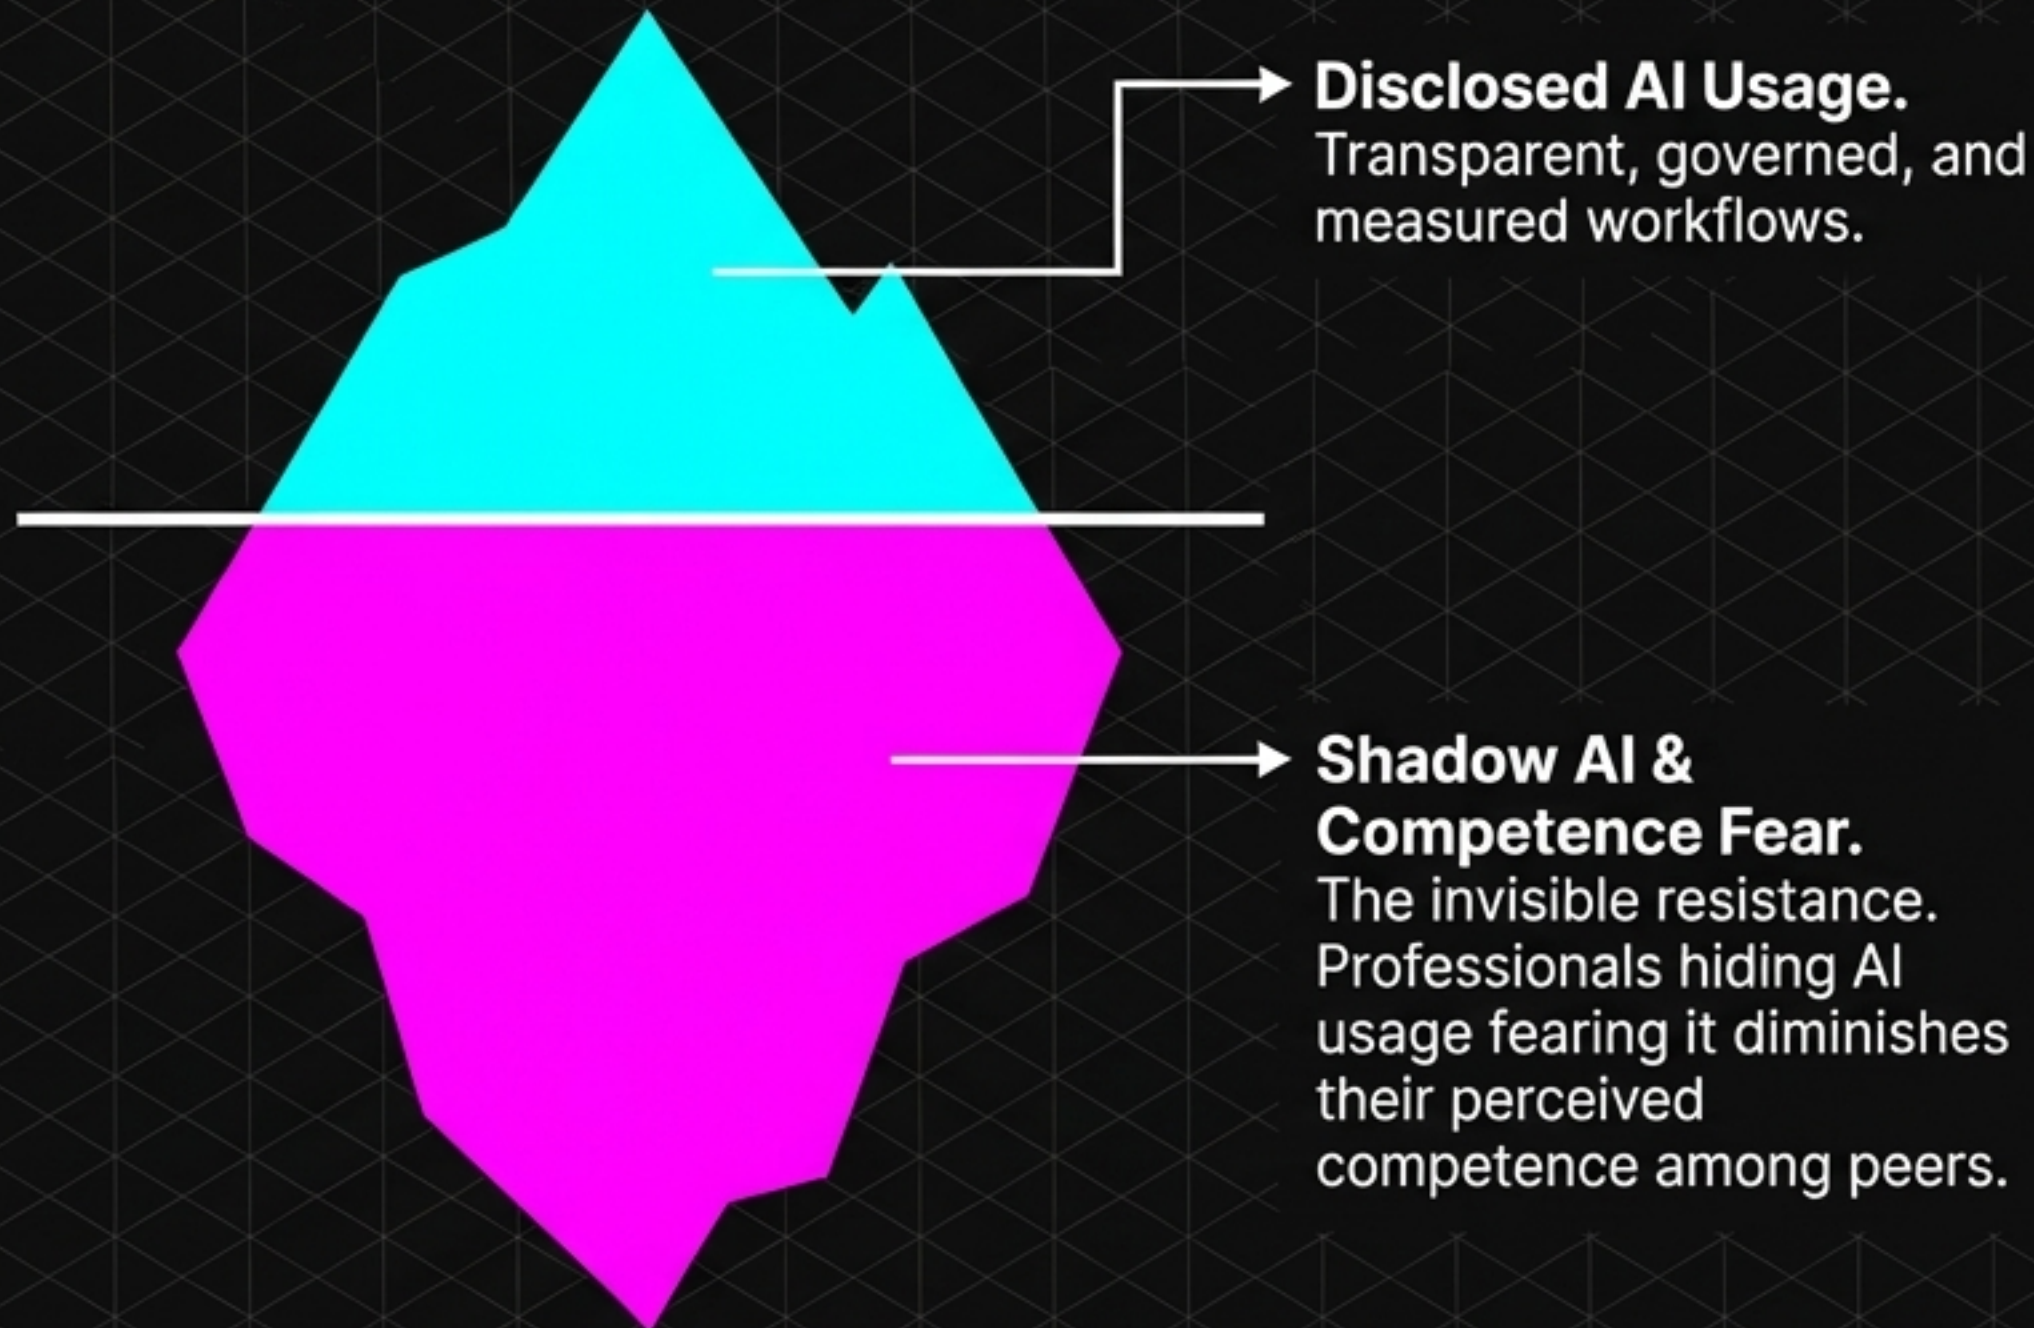 Disclosed AI Usage.
Transparent, governed, and
measured workflows.
Shadow AI &
Competence Fear.
The invisible resistance.
Professionals hiding AI
usage fearing it diminishes
their perceived
competence among peers.